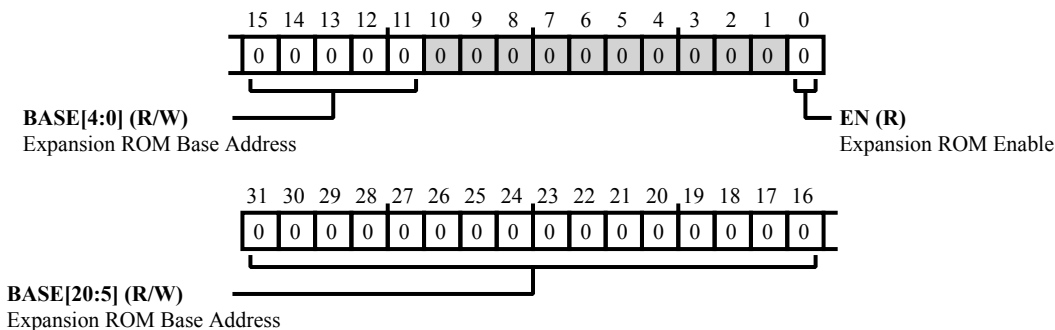 15 14 13 12 11 10 9 8 7 6 5 4 3 2 1 0
0 0 0 0 0 0 0 0 0 0 0 0 0 0 0 0
BASE[4:0] (R/W)
Expansion ROM Base Address
EN (R)
Expansion ROM Enable
31 30 29 28 27 26 25 24 23 22 21 20 19 18 17 16
0 0 0 0 0 0 0 0 0 0 0 0 0 0 0 0
BASE[20:5] (R/W)
Expansion ROM Base Address